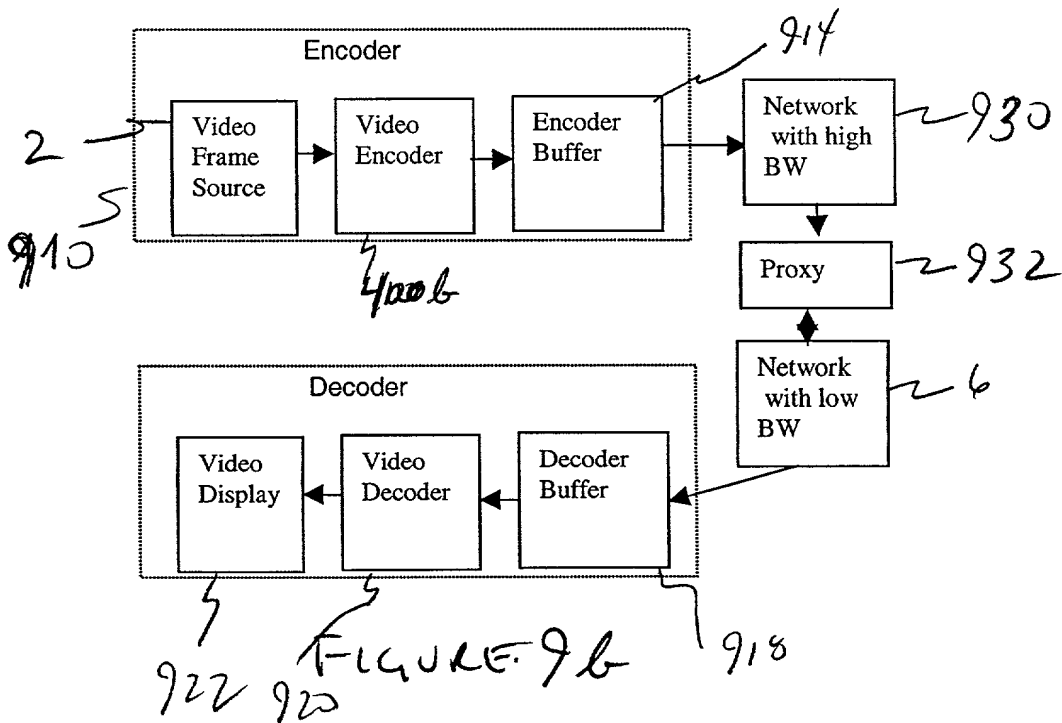 Encoder
914
Video
Frame
Source
Video
Encoder
Encoder
Buffer
Network
with high
BW
930
2
910
400b
Proxy
932
Decoder
Network
with low
BW
6
Video
Display
Video
Decoder
Decoder
Buffer
922
920
FIGURE 9b
918